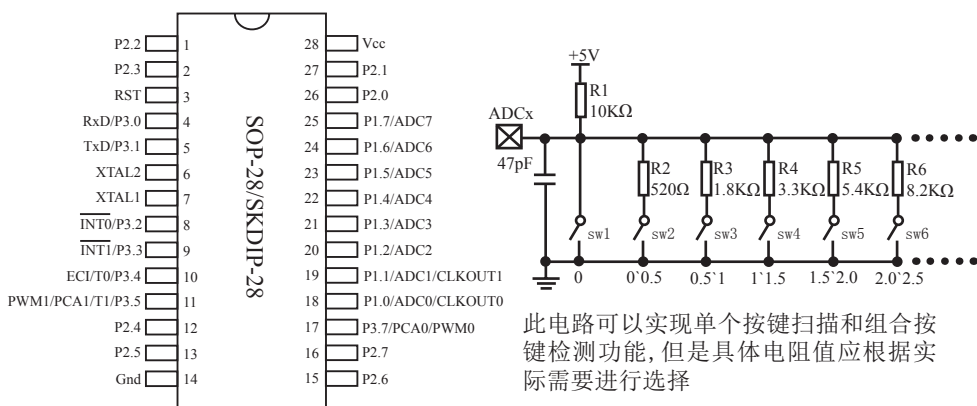 P2.2 1
P2.3 2
RST 3
RxD/P3.0 4
TxD/P3.1 5
XTAL2 6
XTAL1 7
INT0/P3.2 8
INT1/P3.3 9
ECI/T0/P3.4 10
PWM1/PCA1/T1/P3.5 11
P2.4 12
P2.5 13
Gnd 14
SOP-28/SKDIP-28
28 Vcc
27 P2.1
26 P2.0
25 P1.7/ADC7
24 P1.6/ADC6
23 P1.5/ADC5
22 P1.4/ADC4
21 P1.3/ADC3
20 P1.2/ADC2
19 P1.1/ADC1/CLKOUT1
18 P1.0/ADC0/CLKOUT0
17 P3.7/PCA0/PWM0
16 P2.7
15 P2.6
+5V
R1
10KΩ
ADCx
47pF
R2 R3 R4 R5 R6
520Ω 1.8KΩ 3.3KΩ 5.4KΩ 8.2KΩ
sw1 sw2 sw3 sw4 sw5 sw6
0 0`0.5 0.5`1 1`1.5 1.5`2.0 2.0`2.5
此电路可以实现单个按键扫描和组合按
键检测功能,但是具体电阻值应根据实
际需要进行选择